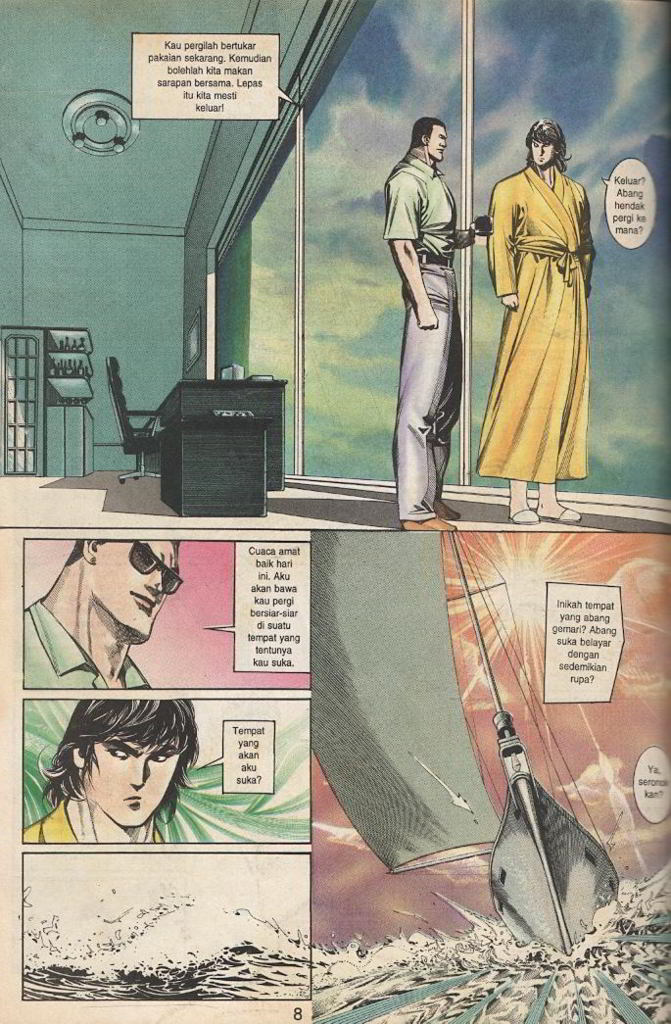 Kau pergilah bertukar
pakaian sekarang. Kemudian
bolehlah kita makan
sarapan bersama. Lepas
itu kita mesti
keluar!
Keluar?
Abang
hendak
pergi ke
mana?
Cuaca amat
baik hari
ini. Aku
akan bawa
kau pergi
bersiar-siar
di suatu
tempat yang
tentunya
kau suka.
Tempat
yang
akan
aku
suka?
Inikah tempat
yang abang
gemari? Abang
suka belayar
dengan
sedemikian
rupa?
Ya,
seronok
kan?
8